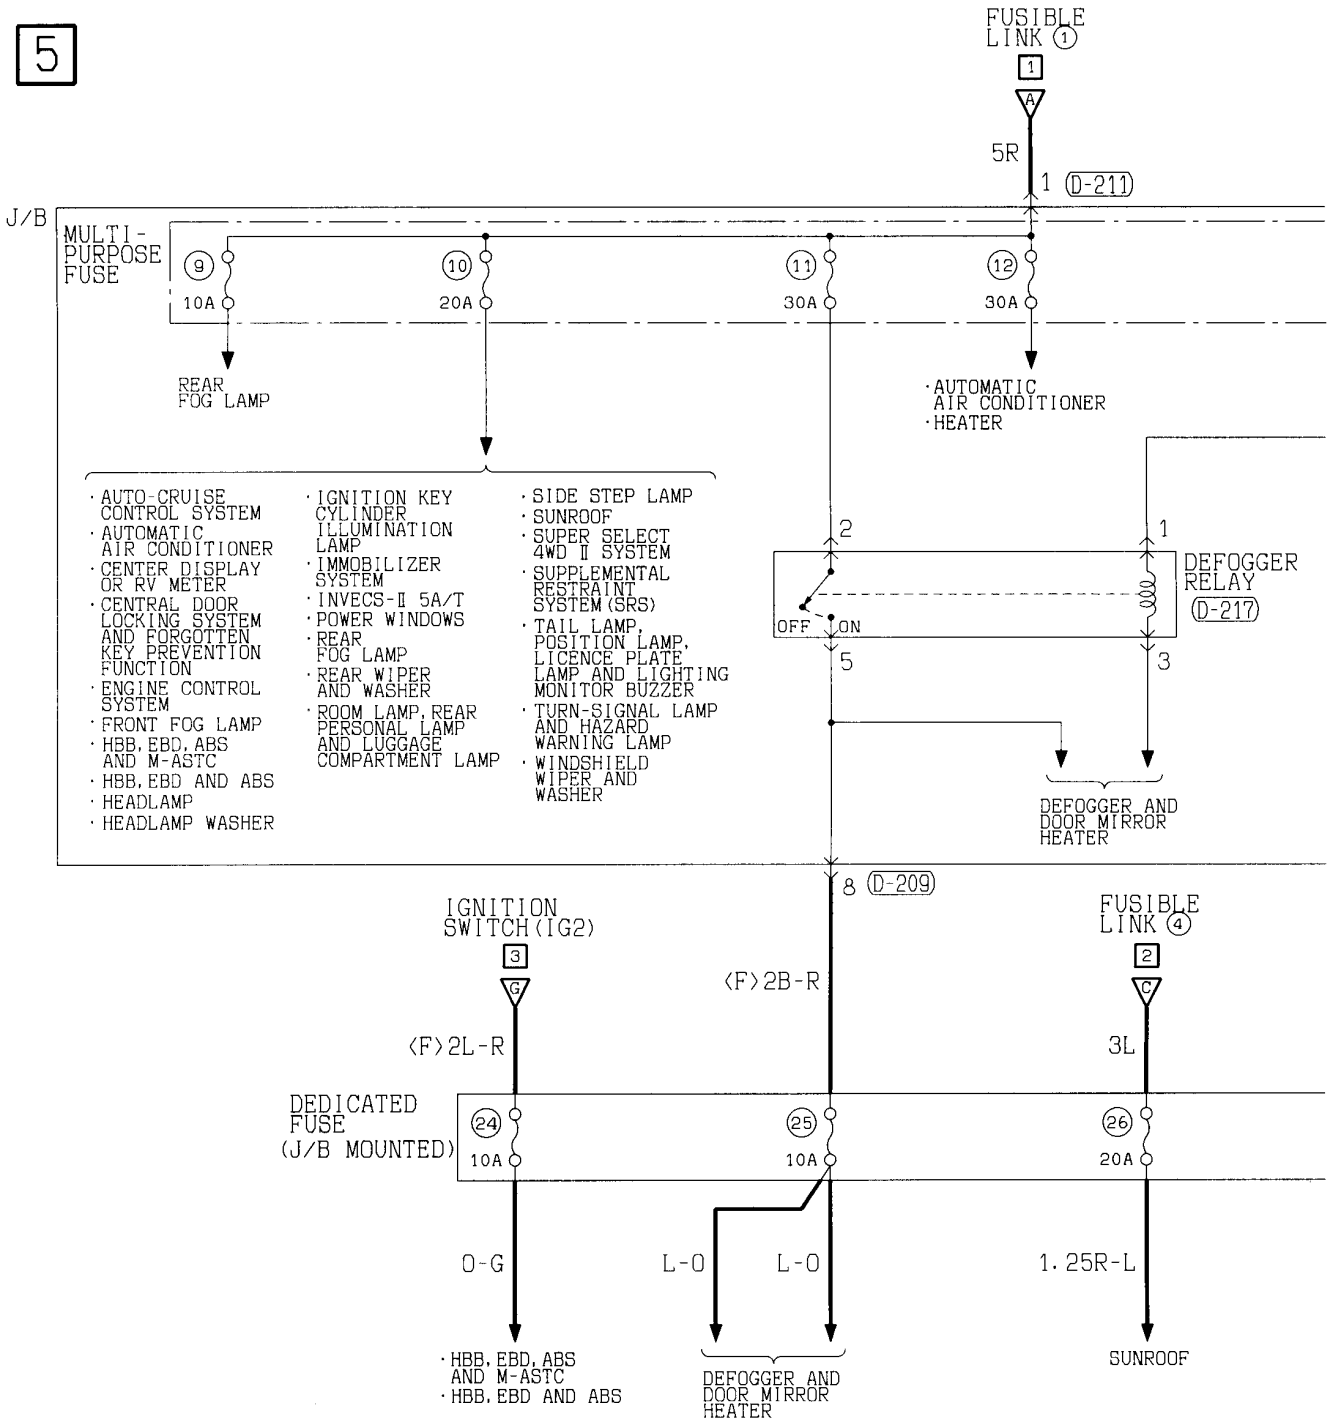 5
FUSIBLE
LINK ①
1
A
5R
1 (D-211)
J/B
MULTI-
PURPOSE
FUSE
⑨
10A
⑩
20A
⑪
30A
⑫
30A
REAR
FOG LAMP
·AUTOMATIC
AIR CONDITIONER
·HEATER
·AUTO-CRUISE
CONTROL SYSTEM
·AUTOMATIC
AIR CONDITIONER
·CENTER DISPLAY
OR RV METER
·CENTRAL DOOR
LOCKING SYSTEM
AND FORGOTTEN
KEY PREVENTION
FUNCTION
·ENGINE CONTROL
SYSTEM
·FRONT FOG LAMP
·HBB, EBD, ABS
AND M-ASTC
·HBB, EBD AND ABS
·HEADLAMP
·HEADLAMP WASHER
·IGNITION KEY
CYLINDER
ILLUMINATION
LAMP
·IMMOBILIZER
SYSTEM
·INVECS-Ⅱ 5A/T
·POWER WINDOWS
·REAR
FOG LAMP
·REAR WIPER
AND WASHER
·ROOM LAMP, REAR
PERSONAL LAMP
AND LUGGAGE
COMPARTMENT LAMP
·SIDE STEP LAMP
·SUNROOF
·SUPER SELECT
4WD Ⅱ SYSTEM
·SUPPLEMENTAL
RESTRAINT
SYSTEM (SRS)
·TAIL LAMP,
POSITION LAMP,
LICENCE PLATE
LAMP AND LIGHTING
MONITOR BUZZER
·TURN-SIGNAL LAMP
AND HAZARD
WARNING LAMP
·WINDSHIELD
WIPER AND
WASHER
2
1
DEFOGGER
RELAY
(D-217)
OFF ON
5
3
DEFOGGER AND
DOOR MIRROR
HEATER
8 (D-209)
IGNITION
SWITCH(IG2)
3
G
<F>2L-R
<F>2B-R
FUSIBLE
LINK ④
2
C
3L
DEDICATED
FUSE
(J/B MOUNTED)
㉔
10A
㉕
10A
㉖
20A
O-G
L-O
L-O
1.25R-L
·HBB, EBD, ABS
AND M-ASTC
·HBB, EBD AND ABS
DEFOGGER AND
DOOR MIRROR
HEATER
SUNROOF